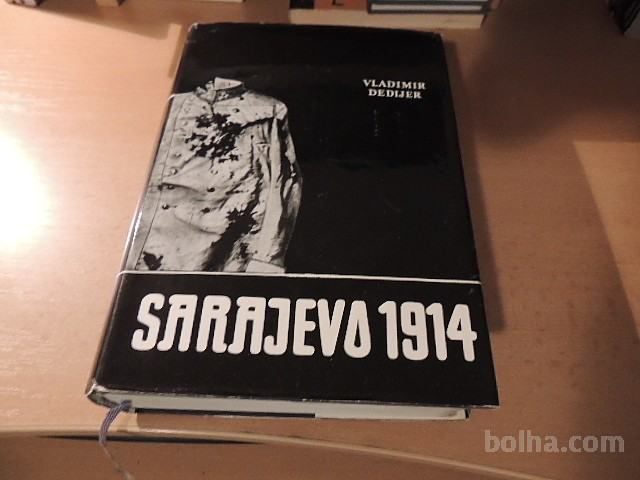 VLADIMIR
DEDIJER
SARAJEVO 1914
bolha.com